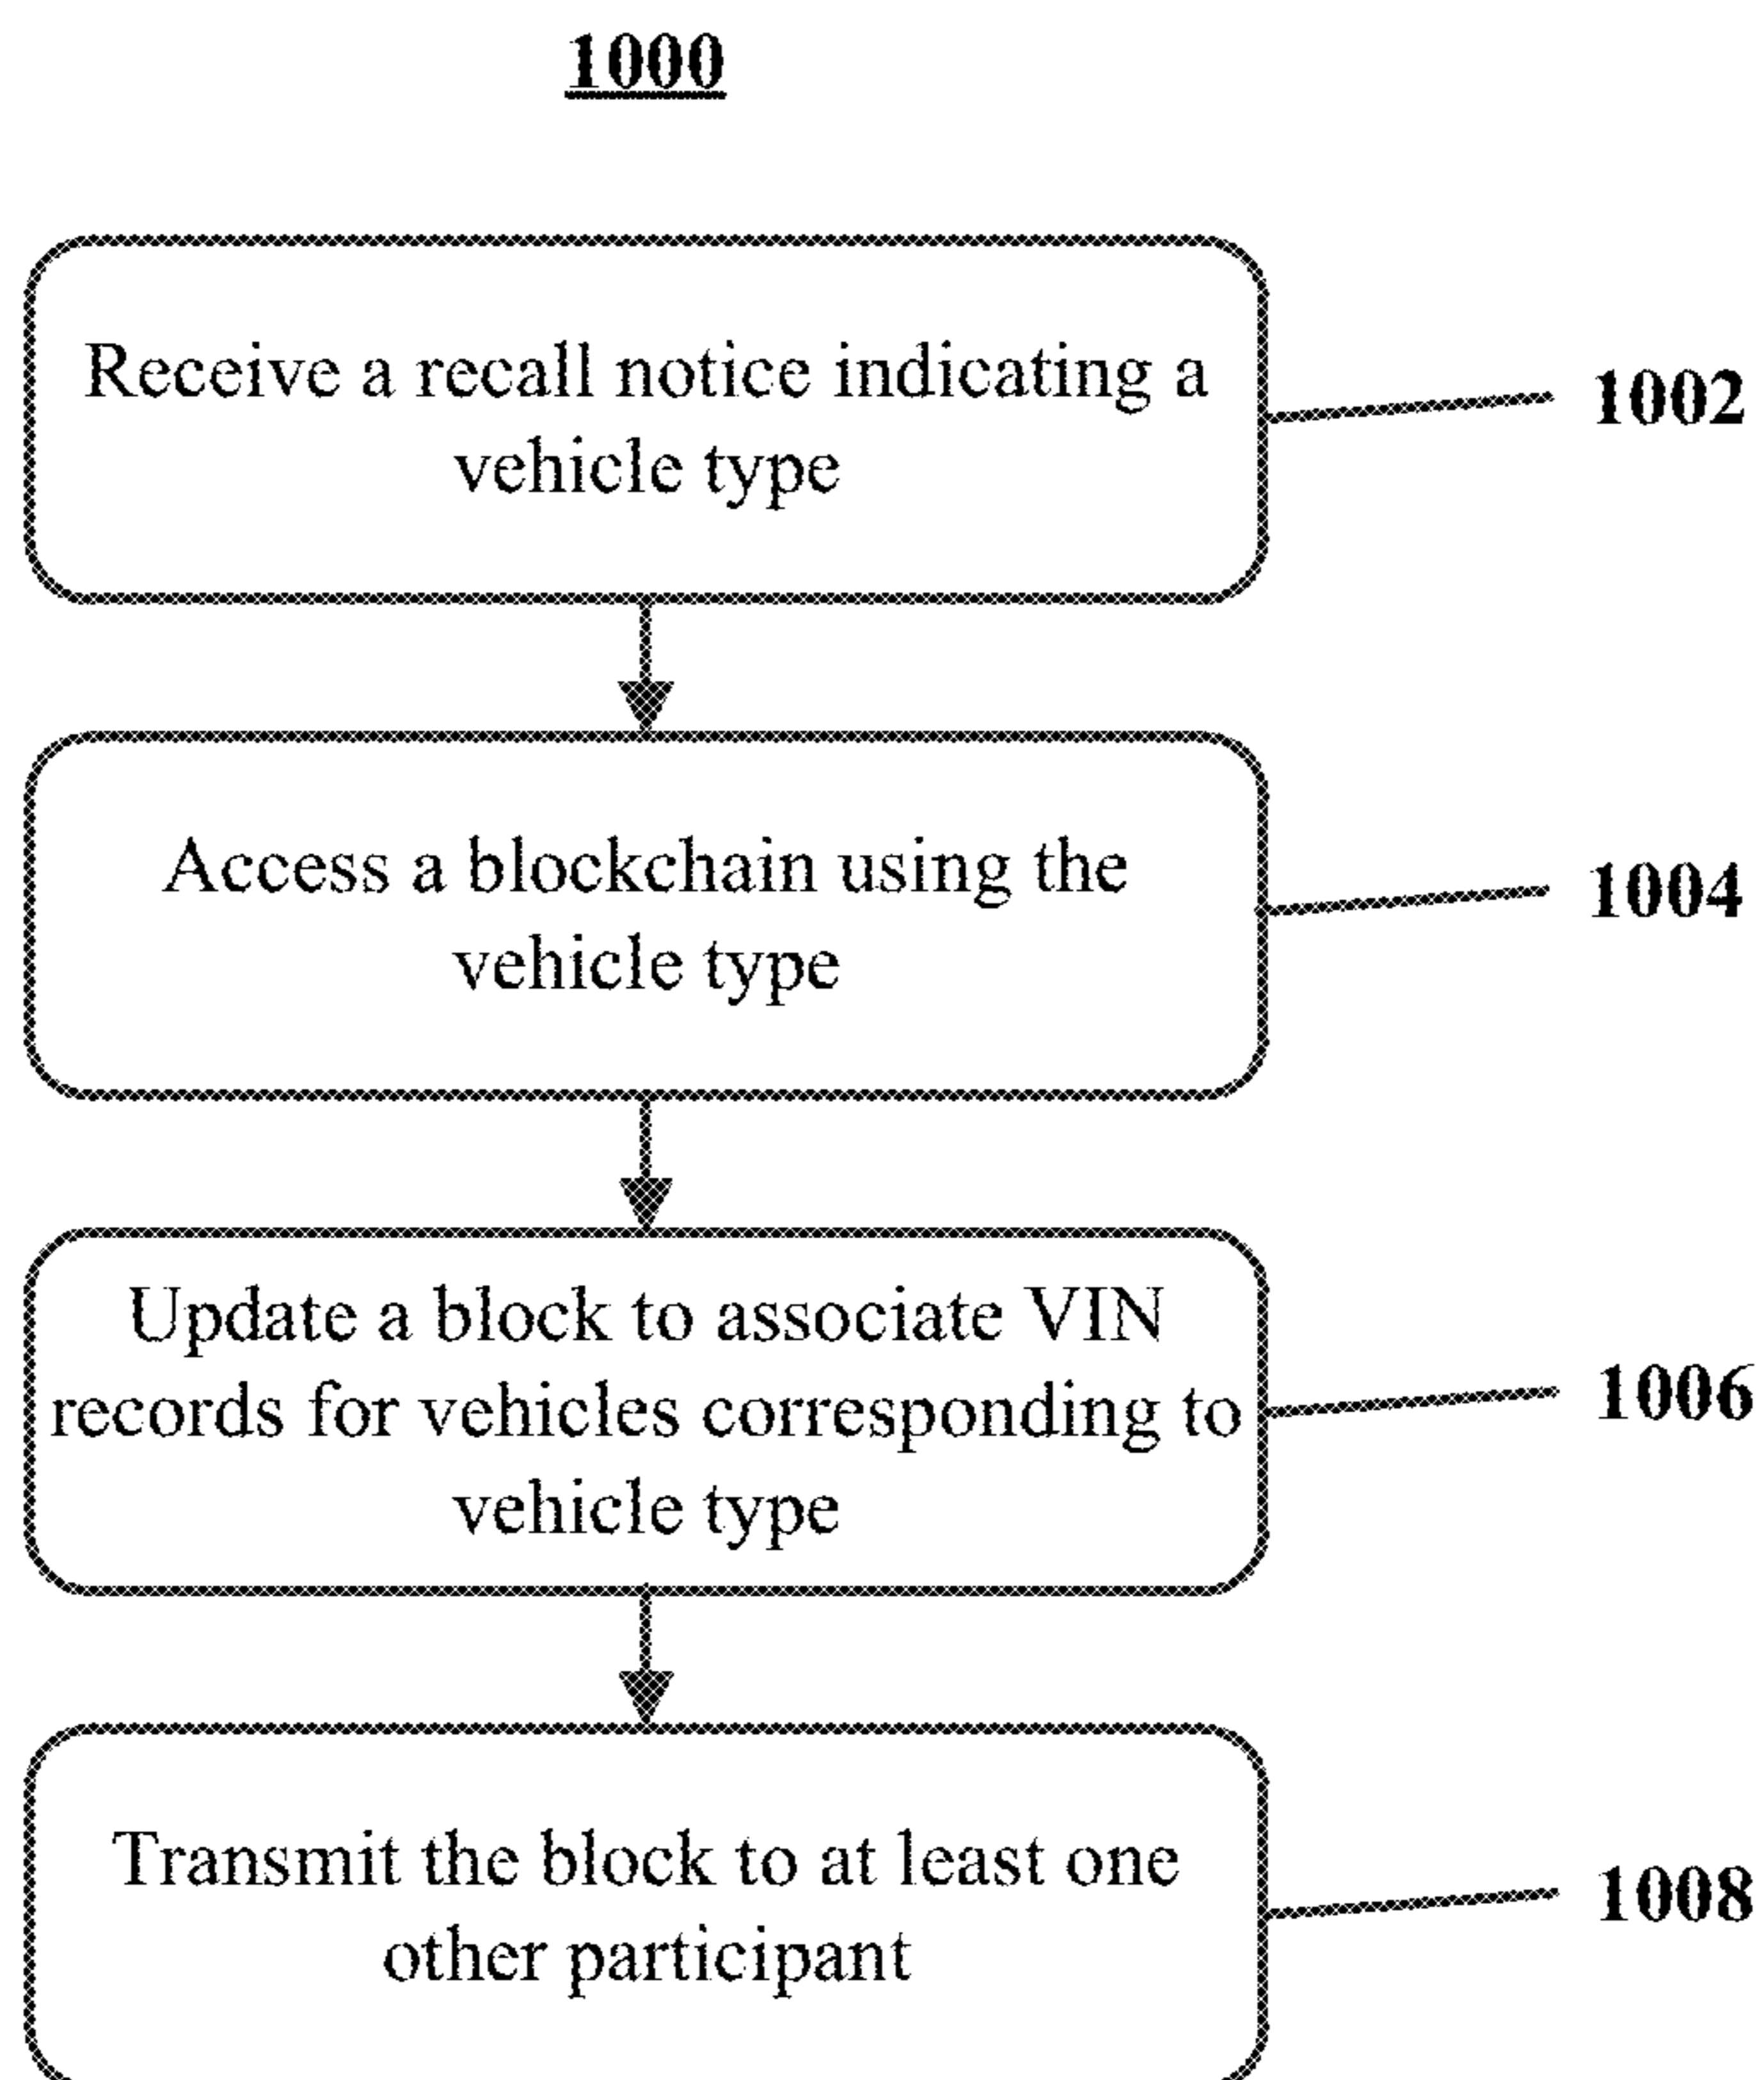 1000
Receive a recall notice indicating a
vehicle type
1002
Access a blockchain using the
vehicle type
1004
Update a block to associate VIN
records for vehicles corresponding to
vehicle type
1006
Transmit the block to at least one
other participant
1008